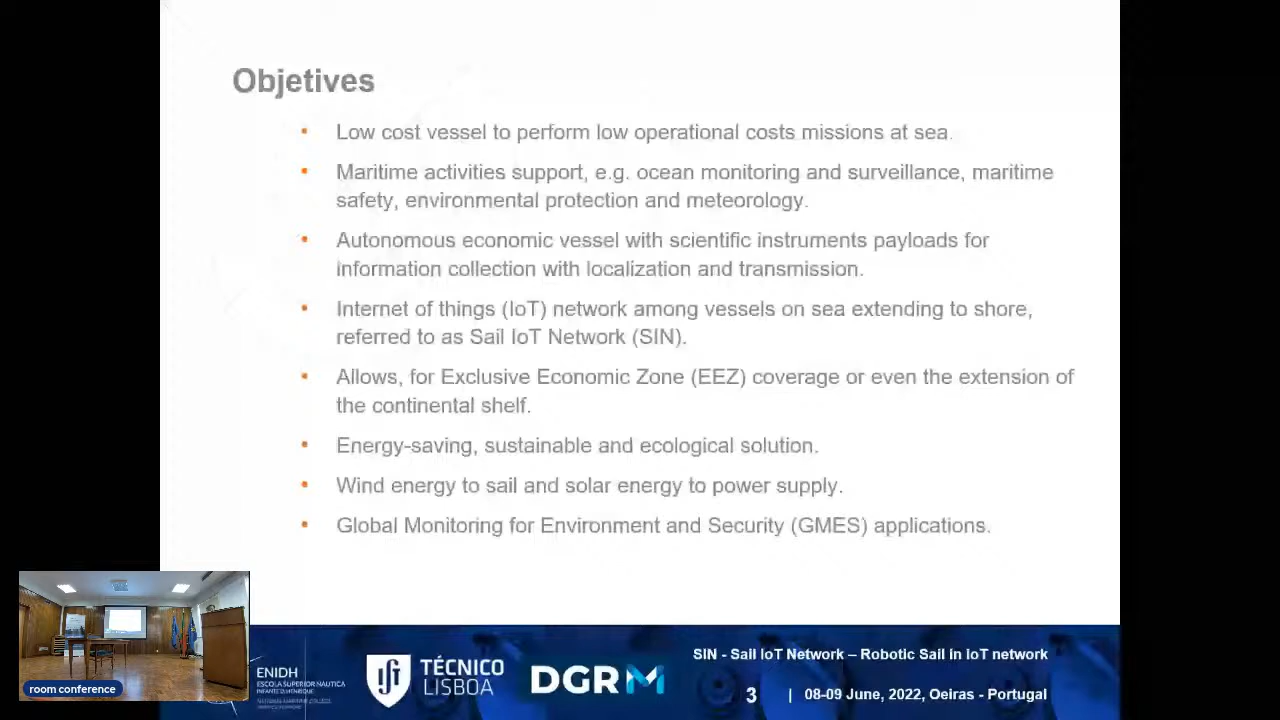 Objetives
• Low cost vessel to perform low operational costs missions at sea.
• Maritime activities support, e.g. ocean monitoring and surveillance, maritime
safety, environmental protection and meteorology.
• Autonomous economic vessel with scientific instruments payloads for
information collection with localization and transmission.
• Internet of things (IoT) network among vessels on sea extending to shore,
referred to as Sail IoT Network (SIN).
• Allows, for Exclusive Economic Zone (EEZ) coverage or even the extension of
the continental shelf.
• Energy-saving, sustainable and ecological solution.
• Wind energy to sail and solar energy to power supply.
• Global Monitoring for Environment and Security (GMES) applications.
room conference
ENIDH
ESCOLA SUPERIOR NÁUTICA
INFANTE D. HENRIQUE
TÉCNICO
LISBOA
DGRM
SIN - Sail IoT Network – Robotic Sail in IoT network
3 | 08-09 June, 2022, Oeiras - Portugal